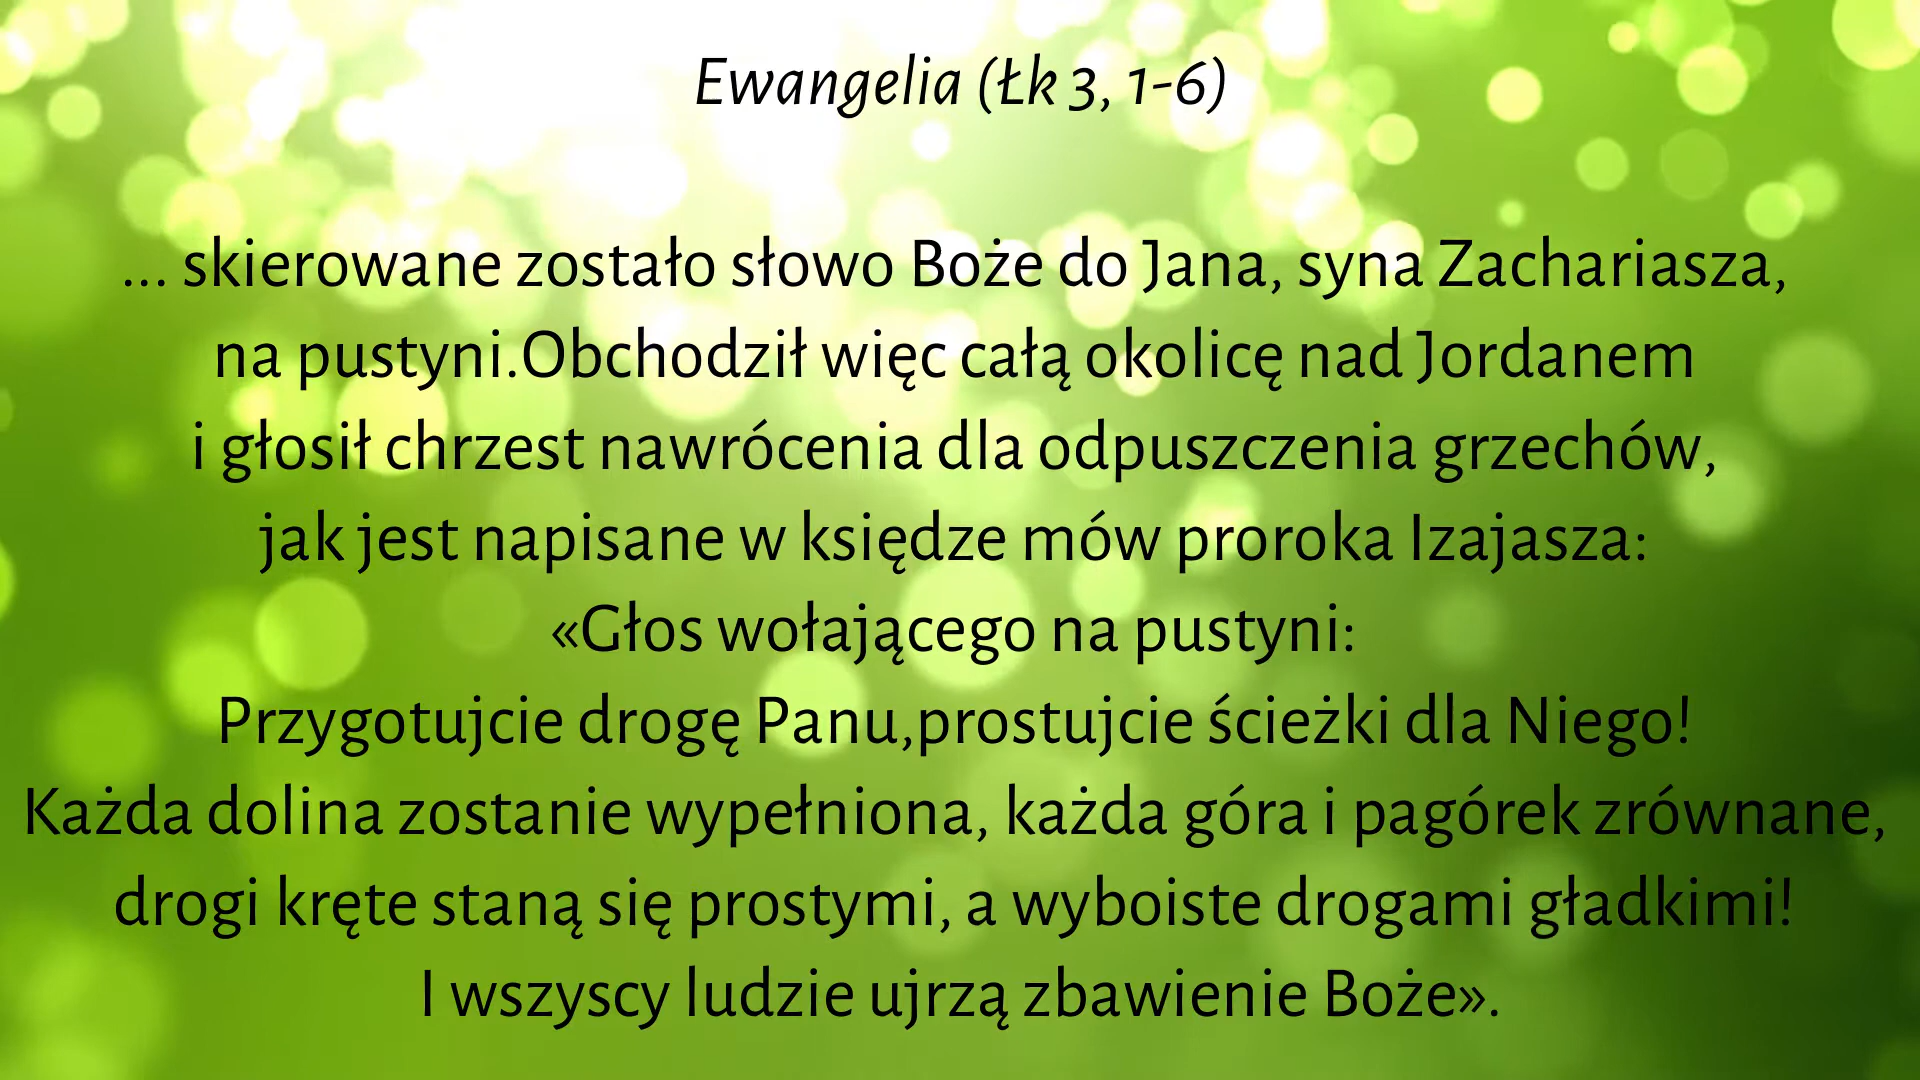 Ewangelia (Łk 3, 1-6)
... skierowane zostało słowo Boże do Jana, syna Zachariasza,
na pustyni.Obchodził więc całą okolicę nad Jordanem
i głosił chrzest nawrócenia dla odpuszczenia grzechów,
jak jest napisane w księdze mów proroka Izajasza:
«Głos wołającego na pustyni:
Przygotujcie drogę Panu,prostujcie ścieżki dla Niego!
Każda dolina zostanie wypełniona, każda góra i pagórek zrównane,
drogi kręte staną się prostymi, a wyboiste drogami gładkimi!
I wszyscy ludzie ujrzą zbawienie Boże».